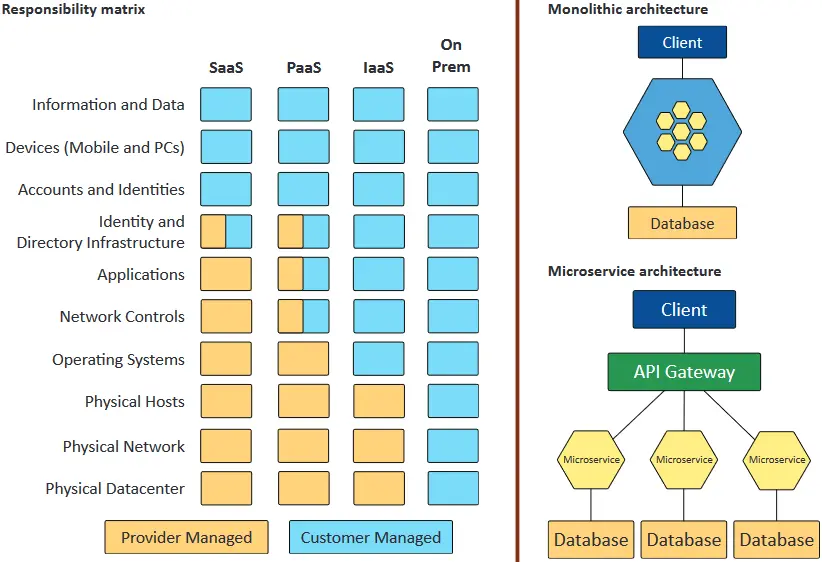 Responsibility matrix
SaaS
PaaS
IaaS
On
Prem
Information and Data
Devices (Mobile and PCs)
Accounts and Identities
Identity and
Directory Infrastructure
Applications
Network Controls
Operating Systems
Physical Hosts
Physical Network
Physical Datacenter
Provider Managed
Customer Managed
Monolithic architecture
Client
Database
Microservice architecture
Client
API Gateway
Microservice
Microservice
Microservice
Database
Database
Database